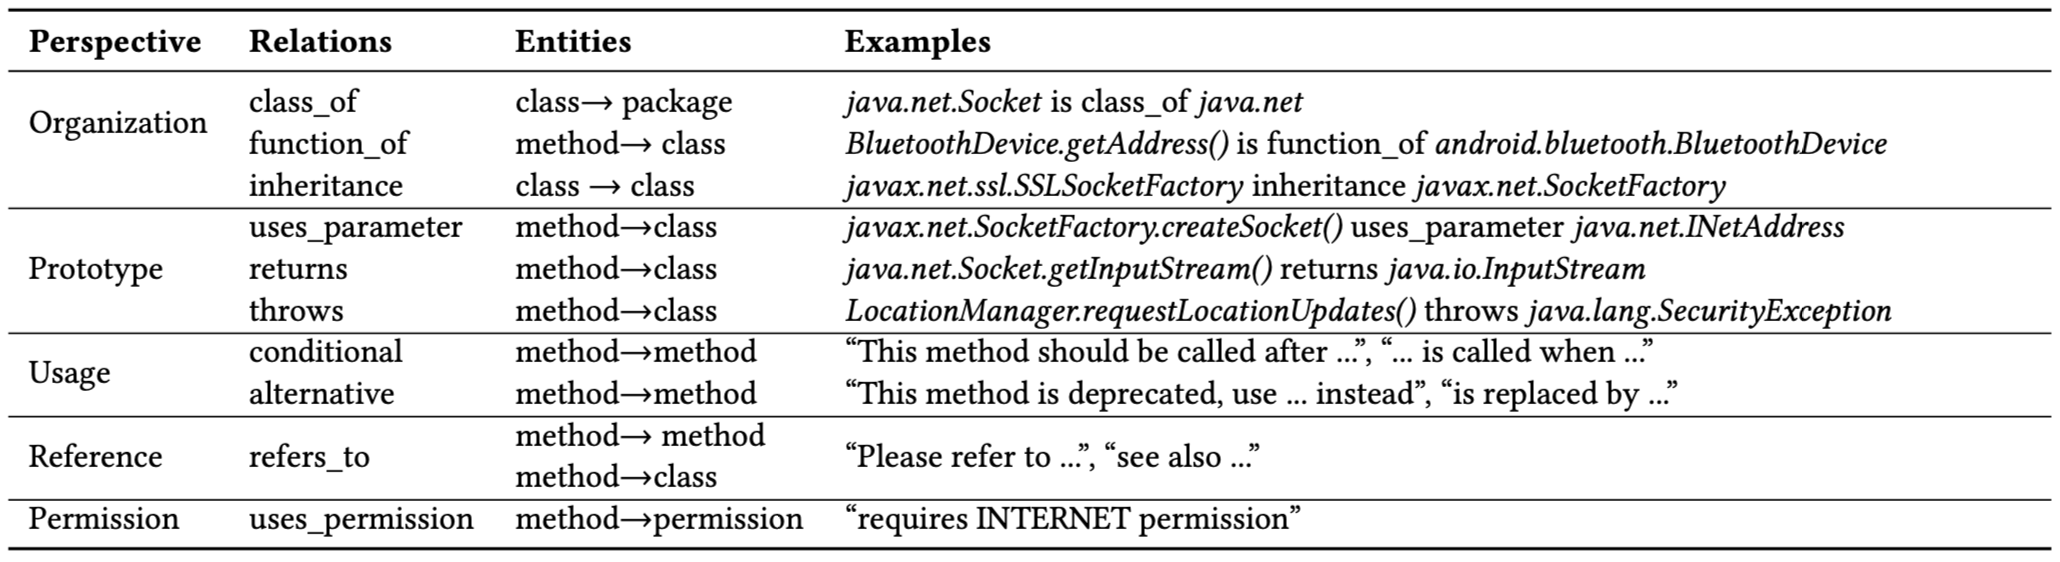 Perspective Relations Entities Examples
Organization class_of class→ package java.net.Socket is class_of java.net
function_of method→ class BluetoothDevice.getAddress() is function_of android.bluetooth.BluetoothDevice
inheritance class → class javax.net.ssl.SSLSocketFactory inheritance javax.net.SocketFactory
uses_parameter method→class javax.net.SocketFactory.createSocket() uses_parameter java.net.INetAddress
Prototype returns method→class java.net.Socket.getInputStream() returns java.io.InputStream
throws method→class LocationManager.requestLocationUpdates() throws java.lang.SecurityException
Usage conditional method→method “This method should be called after ...”, “... is called when ...”
alternative method→method “This method is deprecated, use ... instead”, “is replaced by ...”
Reference refers_to method→ method “Please refer to ...”, “see also ...”
method→class
Permission uses_permission method→permission “requires INTERNET permission”